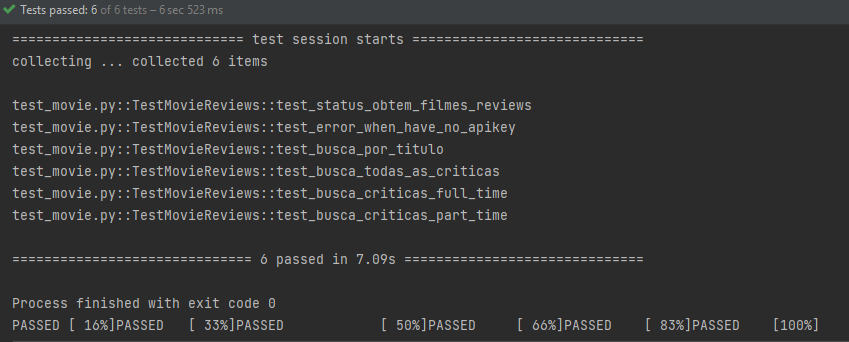 Tests passed: 6 of 6 tests – 6 sec 523 ms
============================= test session starts =============================
collecting ... collected 6 items
test_movie.py::TestMovieReviews::test_status_obtem_filmes_reviews
test_movie.py::TestMovieReviews::test_error_when_have_no_apikey
test_movie.py::TestMovieReviews::test_busca_por_titulo
test_movie.py::TestMovieReviews::test_busca_todas_as_criticas
test_movie.py::TestMovieReviews::test_busca_criticas_full_time
test_movie.py::TestMovieReviews::test_busca_criticas_part_time
============================== 6 passed in 7.09s ==============================
Process finished with exit code 0
PASSED [ 16%]PASSED   [ 33%]PASSED            [ 50%]PASSED     [ 66%]PASSED    [ 83%]PASSED    [100%]